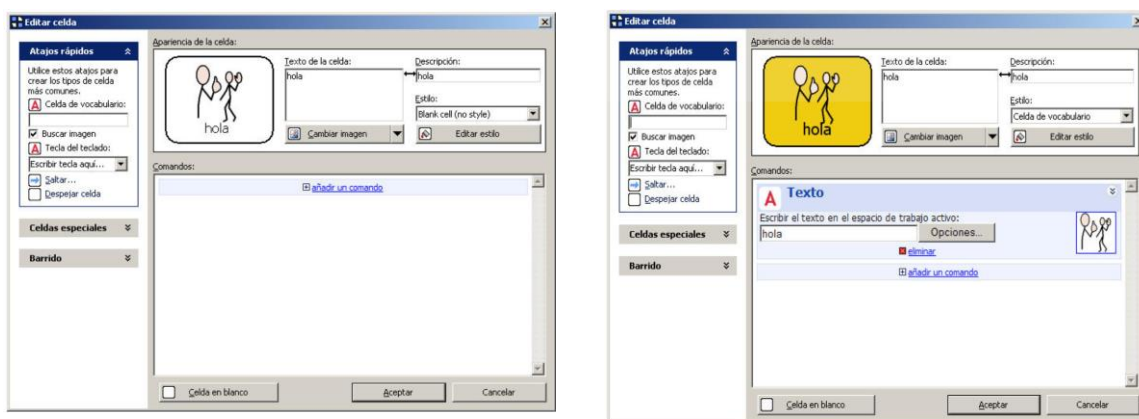 Editar celda
Atajos rápidos
Utilice estos atajos para
crear los tipos de celda
más comunes.
Celda de vocabulario:
Buscar imagen
Tecla del teclado:
Escribir tecla aquí...
Saltar...
Despejar celda
Celdas especiales
Barrido
Apariencia de la celda:
hola
Texto de la celda:
hola
Cambiar imagen
Descripción:
hola
Estilo:
Blank cell (no style)
Editar estilo
Comandos:
añadir un comando
Celda en blanco
Aceptar
Cancelar
Editar celda
Atajos rápidos
Utilice estos atajos para
crear los tipos de celda
más comunes.
A Celda de vocabulario:
Buscar imagen
A Tecla del teclado:
Escribir tecla aquí...
Saltar...
Despejar celda
Celdas especiales
Barrido
Apariencia de la celda:
hola
Texto de la celda:
hola
Cambiar imagen
Descripción:
hola
Estilo:
Celda de vocabulario
Editar estilo
Comandos:
A Texto
Escribir el texto en el espacio de trabajo activo:
hola
Opciones...
eliminar
añadir un comando
Celda en blanco
Aceptar
Cancelar